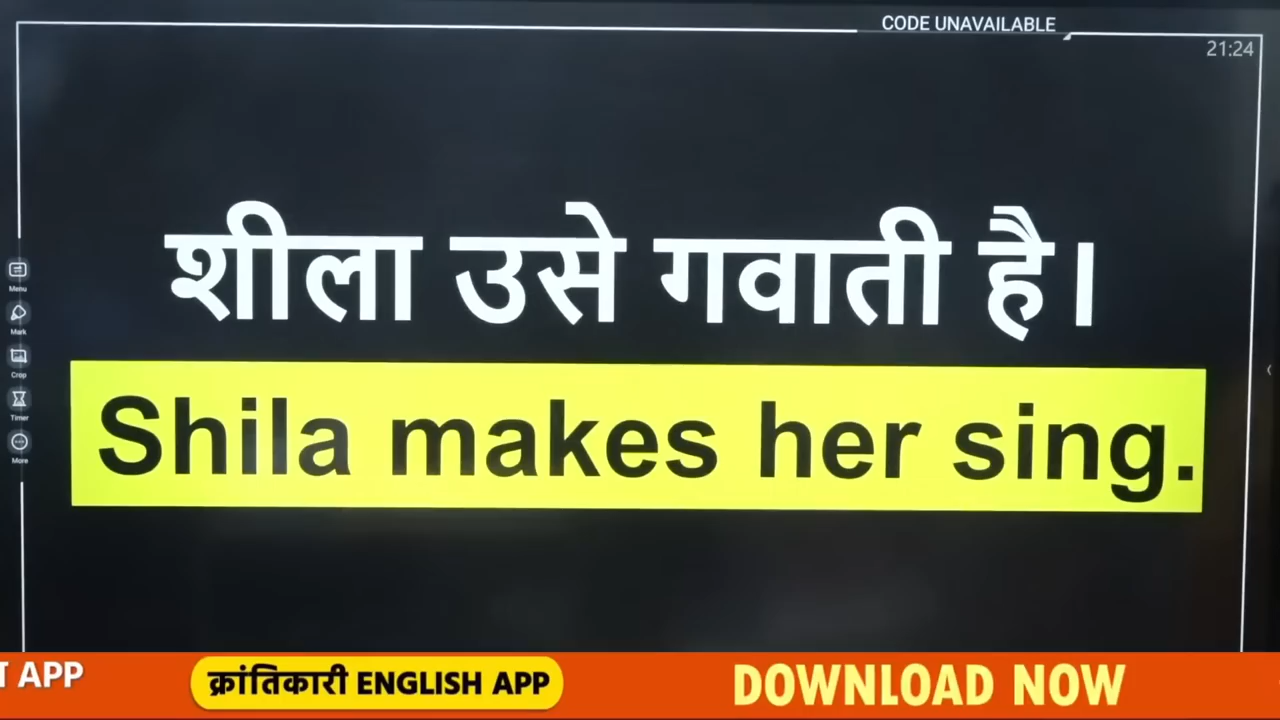 CODE UNAVAILABLE
21:24
शीला उसे गवाती है।
Shila makes her sing.
Menu
Mark
Crop
Timer
More
T APP
क्रांतिकारी ENGLISH APP
DOWNLOAD NOW